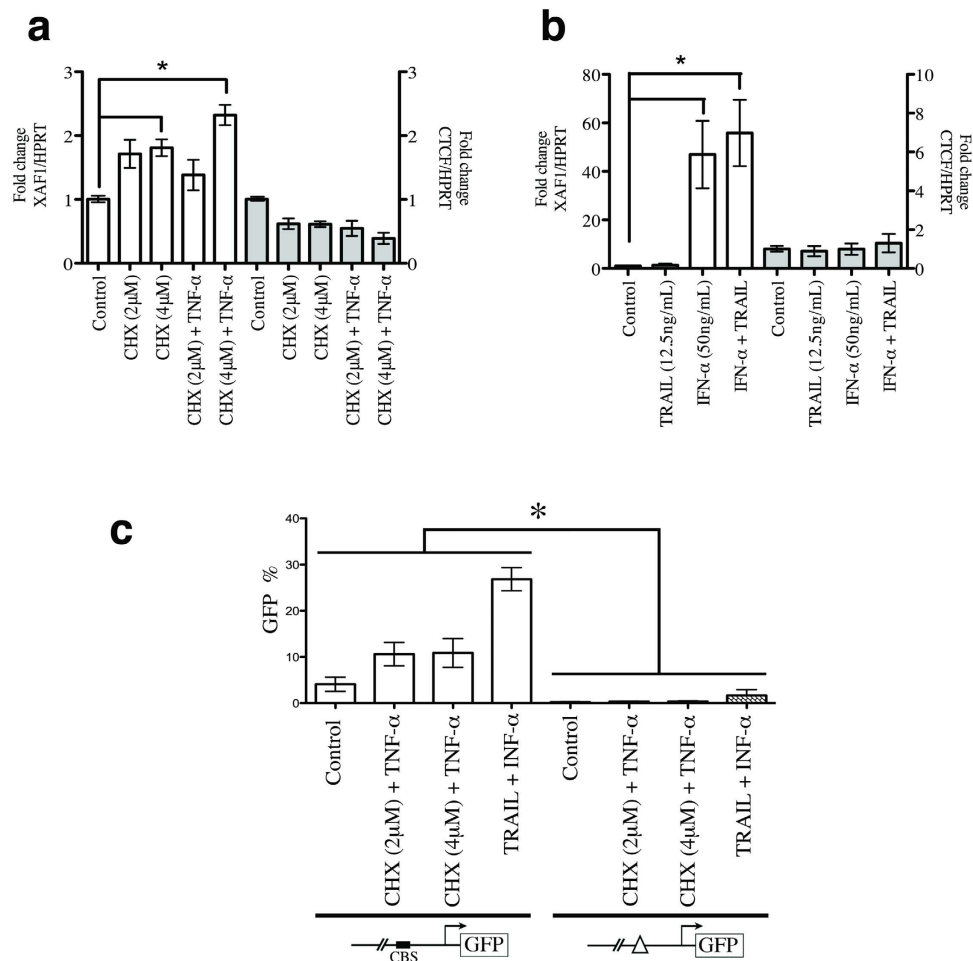 a
*
3
2
1
0
Fold change
XAF1/HPRT
3
2
1
0
Fold change
CTCF/HPRT
Control
CHX (2µM)
CHX (4µM)
CHX (2µM) + TNF-α
CHX (4µM) + TNF-α
Control
CHX (2µM)
CHX (4µM)
CHX (2µM) + TNF-α
CHX (4µM) + TNF-α
b
*
80
60
40
20
0
Fold change
XAF1/HPRT
10
8
6
4
2
0
Fold change
CTCF/HPRT
Control
TRAIL (12.5ng/mL)
IFN-α (50ng/mL)
IFN-α + TRAIL
Control
TRAIL (12.5ng/mL)
IFN-α (50ng/mL)
IFN-α + TRAIL
c
*
40
30
20
10
0
GFP %
Control
CHX (2µM) + TNF-α
CHX (4µM) + TNF-α
TRAIL + INF-α
Control
CHX (2µM) + TNF-α
CHX (4µM) + TNF-α
TRAIL + INF-α
CBS
GFP
GFP